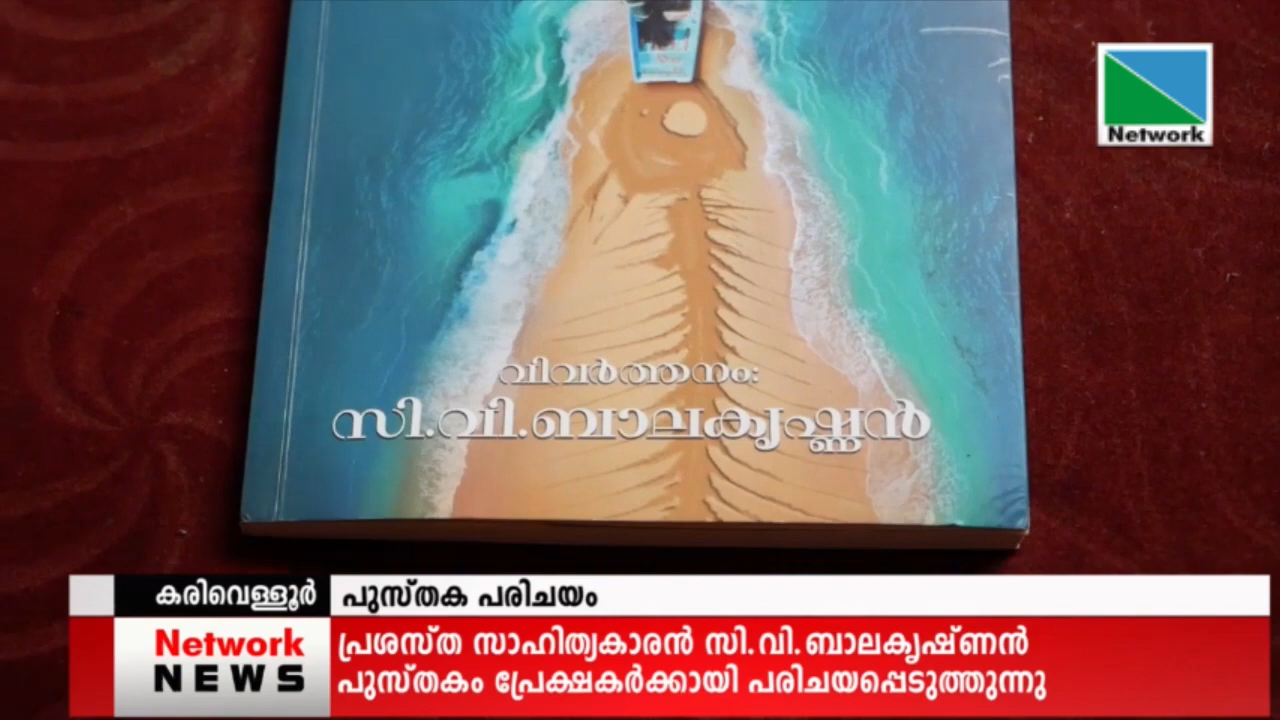 Network
വിവർത്തനം:
സി.വി.ബാലകൃഷ്ണൻ
കരിവെള്ളൂർ
പുസ്തക പരിചയം
Network
NEWS
പ്രശസ്ത സാഹിത്യകാരൻ സി.വി.ബാലകൃഷ്ണൻ
പുസ്തകം പ്രേക്ഷകർക്കായി പരിചയപ്പെടുത്തുന്നു